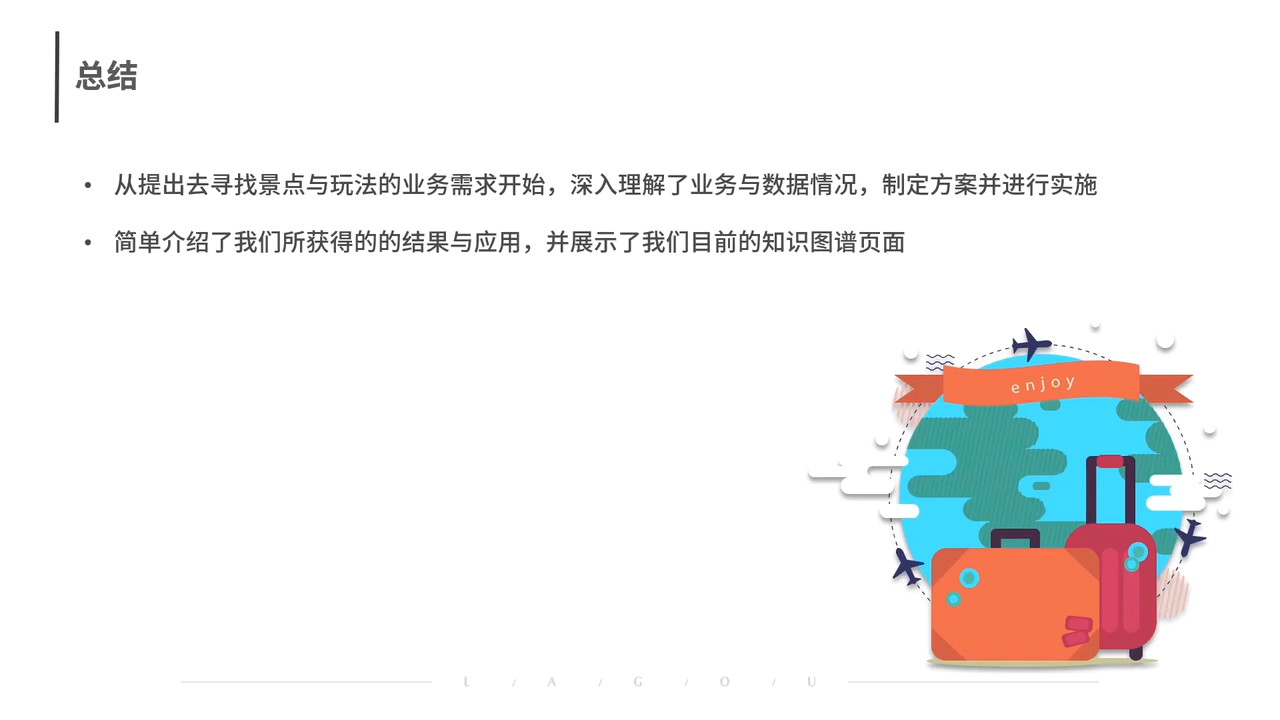 总结
• 从提出去寻找景点与玩法的业务需求开始，深入理解了业务与数据情况，制定方案并进行实施
• 简单介绍了我们所获得的的结果与应用，并展示了我们目前的知识图谱页面
enjoy
L / A / G / O / U